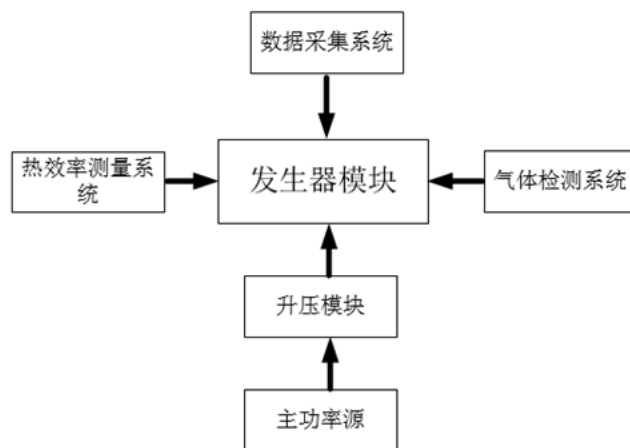 数据采集系统
热效率测量系
统
发生器模块
气体检测系统
升压模块
主功率源